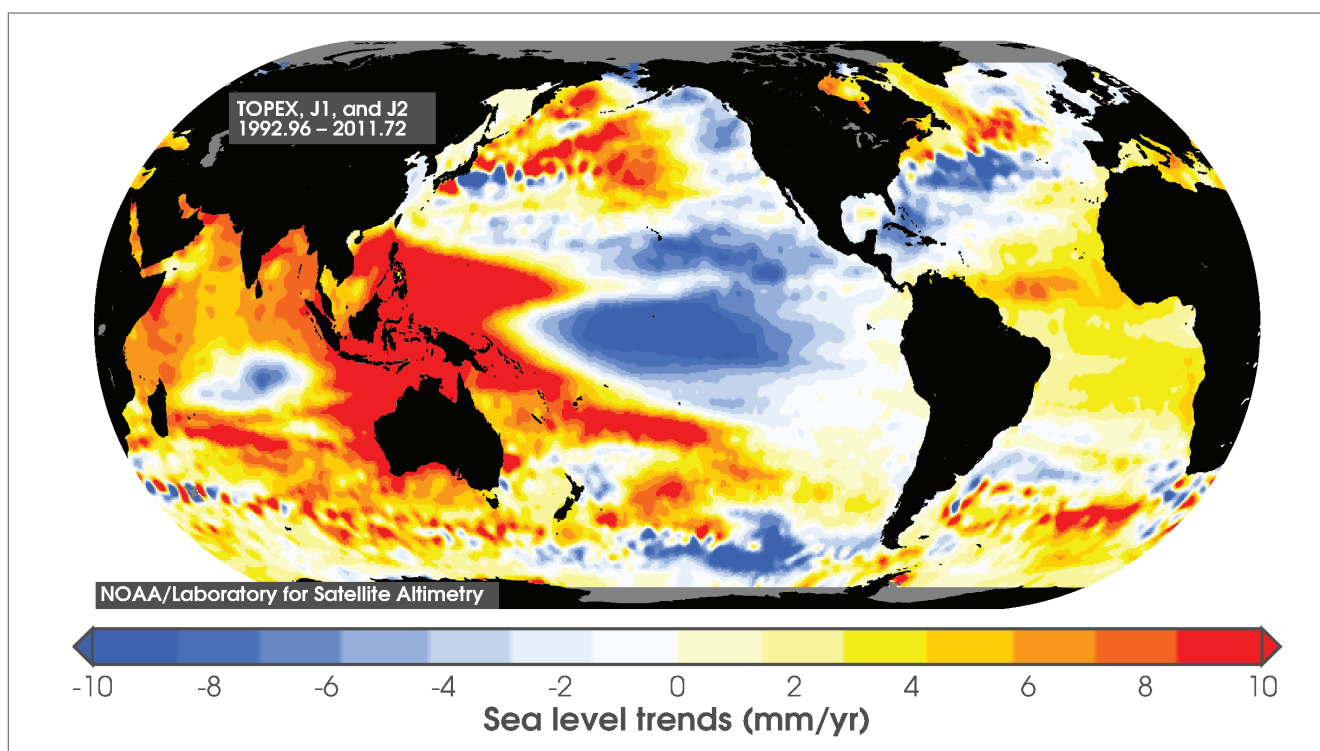 TOPEX, J1, and J2
1992.96 – 2011.72
NOAA/Laboratory for Satellite Altimetry
-10 -8 -6 -4 -2 0 2 4 6 8 10
Sea level trends (mm/yr)